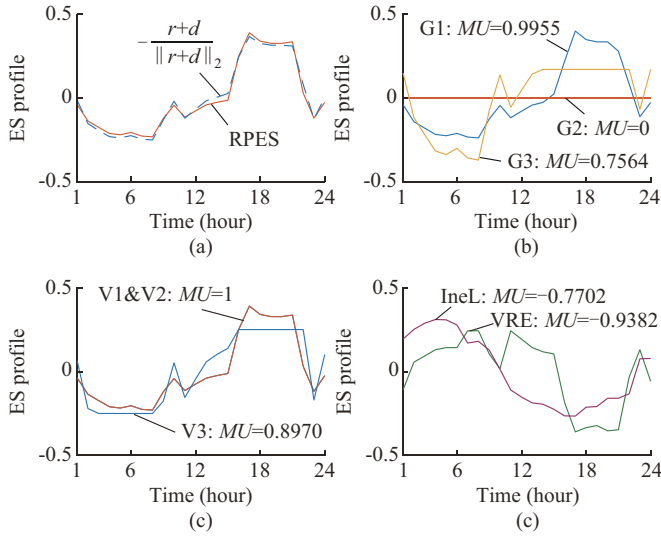 0.5
0
-0.5
ES profile
− r+d / || r+d ||₂
RPES
1 6 12 18 24
Time (hour)
(a)
0.5
0
-0.5
ES profile
G1: MU=0.9955
G2: MU=0
G3: MU=0.7564
1 6 12 18 24
Time (hour)
(b)
0.5
0
-0.5
ES profile
V1&V2: MU=1
V3: MU=0.8970
1 6 12 18 24
Time (hour)
(c)
0.5
0
-0.5
ES profile
IneL: MU=−0.7702
VRE: MU=−0.9382
1 6 12 18 24
Time (hour)
(c)